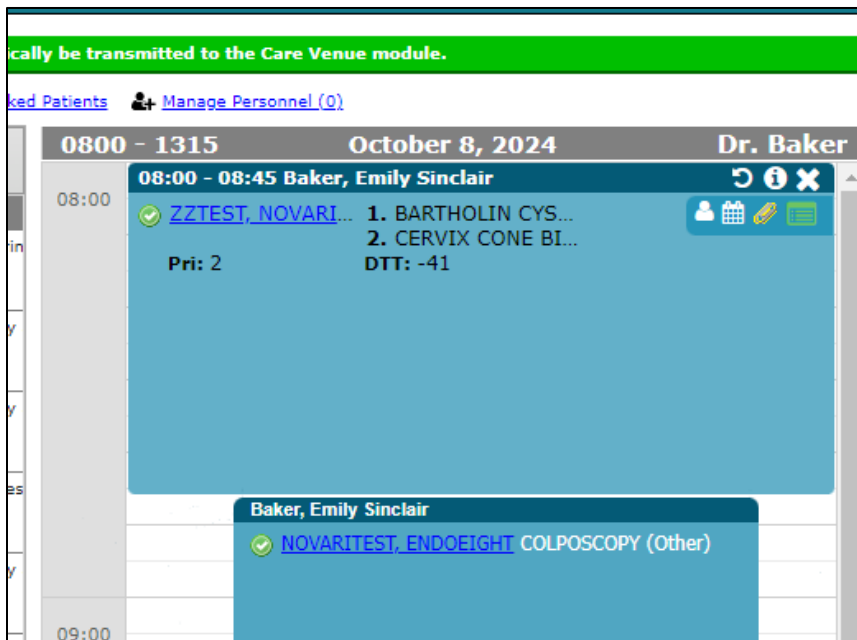 ically be transmitted to the Care Venue module.
ked Patients Manage Personnel (0)
0800 - 1315 October 8, 2024 Dr. Baker
08:00 - 08:45 Baker, Emily Sinclair
08:00
ZZTEST, NOVARI... 1. BARTHOLIN CYS...
2. CERVIX CONE BI...
rin
Pri: 2 DTT: -41
y
y
es
Baker, Emily Sinclair
NOVARITEST, ENDOEIGHT COLPOSCOPY (Other)
y
09:00